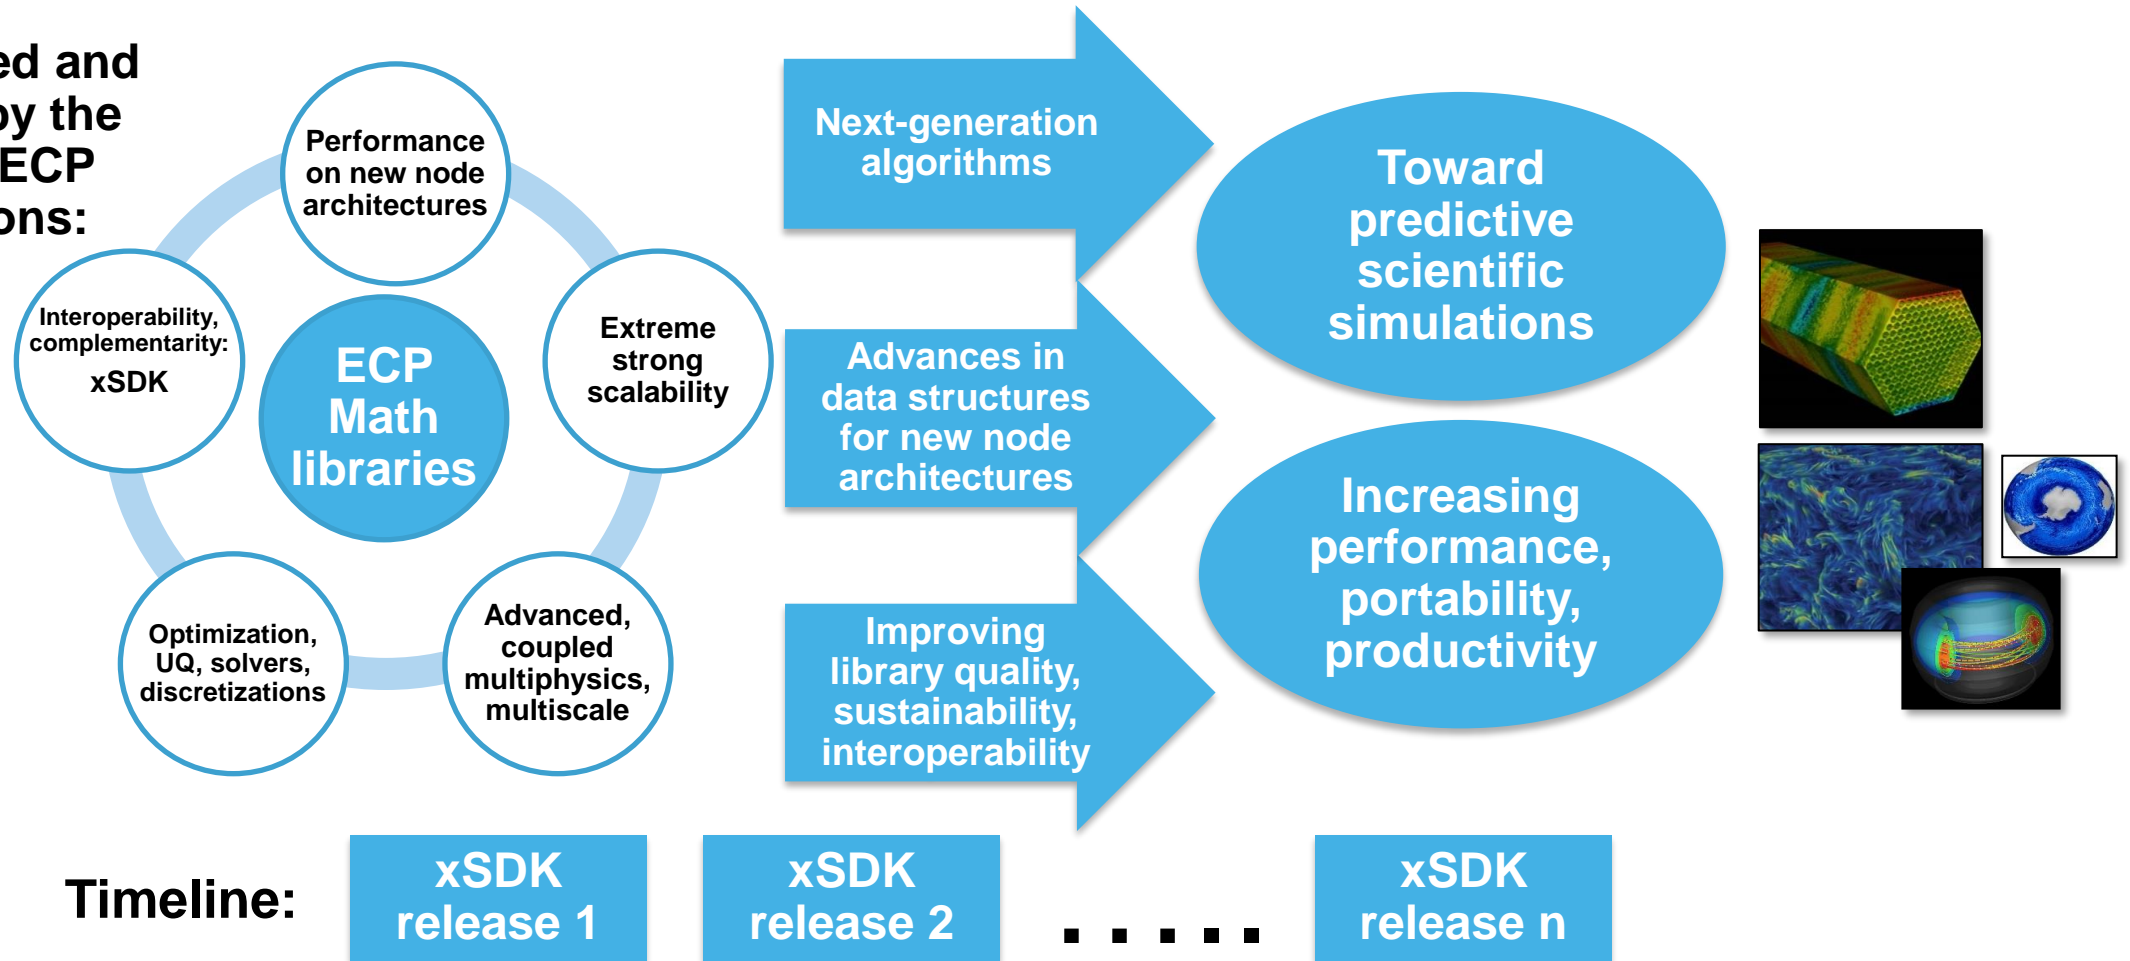 ed and
by the
ECP
ons:
Performance
on new node
architectures
Interoperability,
complementarity:
xSDK
Extreme
strong
scalability
ECP
Math
libraries
Optimization,
UQ, solvers,
discretizations
Advanced,
coupled
multiphysics,
multiscale
Next-generation
algorithms
Advances in
data structures
for new node
architectures
Improving
library quality,
sustainability,
interoperability
Toward
predictive
scientific
simulations
Increasing
performance,
portability,
productivity
Timeline:
xSDK
release 1
xSDK
release 2
. . . . .
xSDK
release n